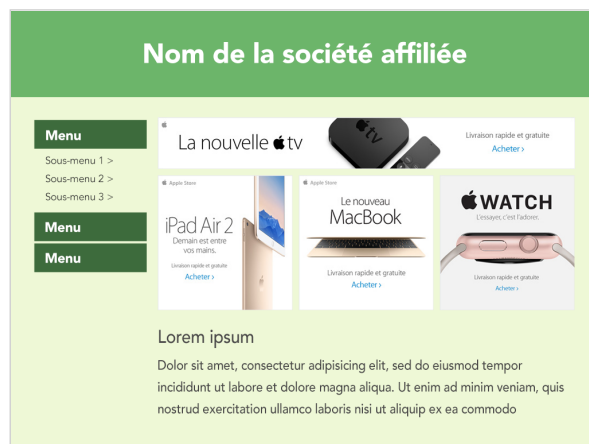 Nom de la société affiliée
Menu
Sous-menu 1 >
Sous-menu 2 >
Sous-menu 3 >
Menu
Menu
La nouvelle tv
tv
Livraison rapide et gratuite
Acheter ›
Apple Store
iPad Air 2
Demain est entre
vos mains.
Livraison rapide et gratuite
Acheter ›
Apple Store
Le nouveau
MacBook
Livraison rapide et gratuite
Acheter ›
WATCH
L'essayer, c'est l'adorer.
Livraison rapide et gratuite
Acheter ›
Lorem ipsum
Dolor sit amet, consectetur adipisicing elit, sed do eiusmod tempor
incididunt ut labore et dolore magna aliqua. Ut enim ad minim veniam, quis
nostrud exercitation ullamco laboris nisi ut aliquip ex ea commodo